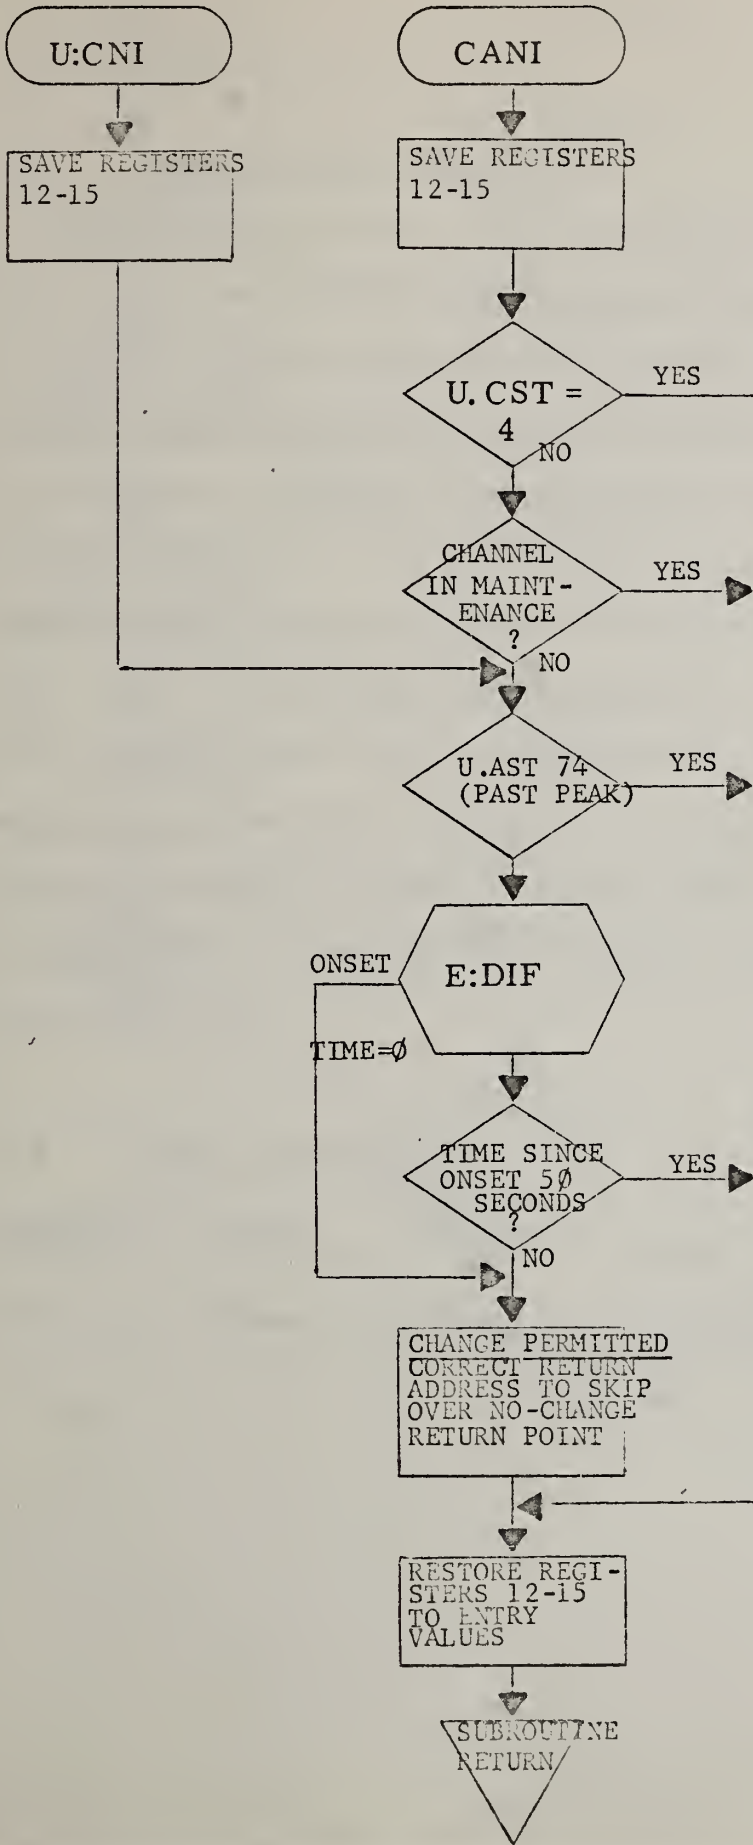 U:CNI
CANI
SAVE REGISTERS
12-15
SAVE REGISTERS
12-15
U.CST =
4
YES
NO
CHANNEL
IN MAINT-
ENANCE
?
YES
NO
U.AST 74
(PAST PEAK)
YES
E:DIF
ONSET
TIME=Ø
TIME SINCE
ONSET 5Ø
SECONDS
?
YES
NO
CHANGE PERMITTED
CORRECT RETURN
ADDRESS TO SKIP
OVER NO-CHANGE
RETURN POINT
RESTORE REGI-
STERS 12-15
TO ENTRY
VALUES
SUBROUTINE
RETURN